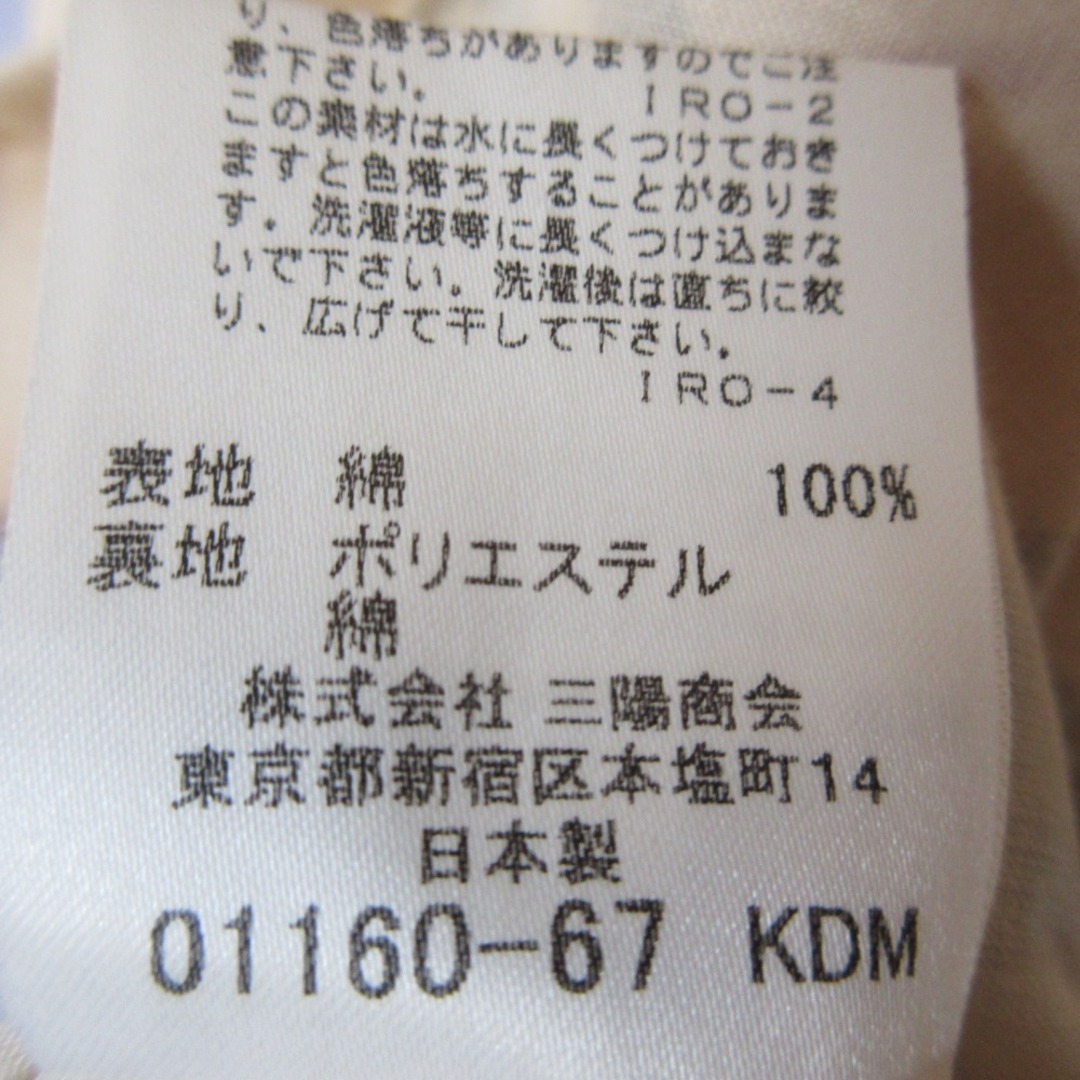 り、色落ちがありますのでご注
意下さい。 IRO-2
この素材は水に長くつけておき
ますと色落ちすることがありま
す。洗濯液等に長くつけ込まな
いで下さい。洗濯後は直ちに絞
り、広げて干して下さい。
IRO-4
表地 綿 100%
裏地 ポリエステル
綿
株式会社 三陽商会
東京都新宿区本塩町14
日本製
01160-67 KDM